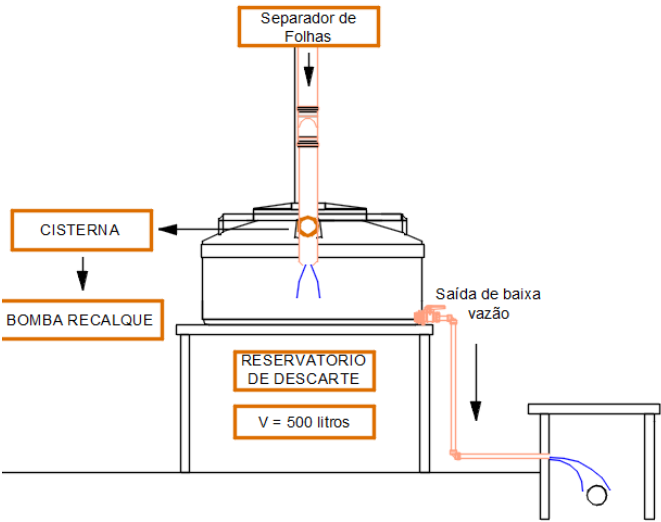 Separador de
Folhas
CISTERNA
BOMBA RECALQUE
Saída de baixa
vazão
RESERVATORIO
DE DESCARTE
V = 500 litros